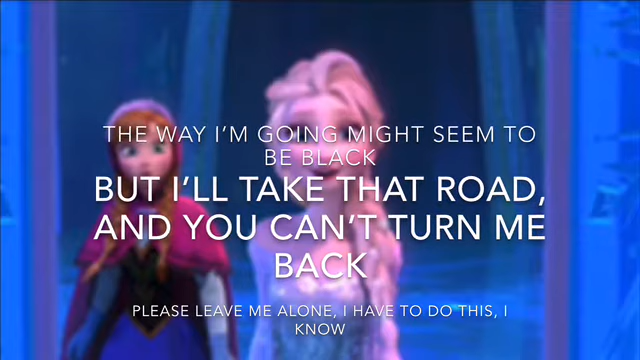 THE WAY I'M GOING MIGHT SEEM TO
BE BLACK
BUT I'LL TAKE THAT ROAD,
AND YOU CAN'T TURN ME
BACK
PLEASE LEAVE ME ALONE, I HAVE TO DO THIS, I
KNOW